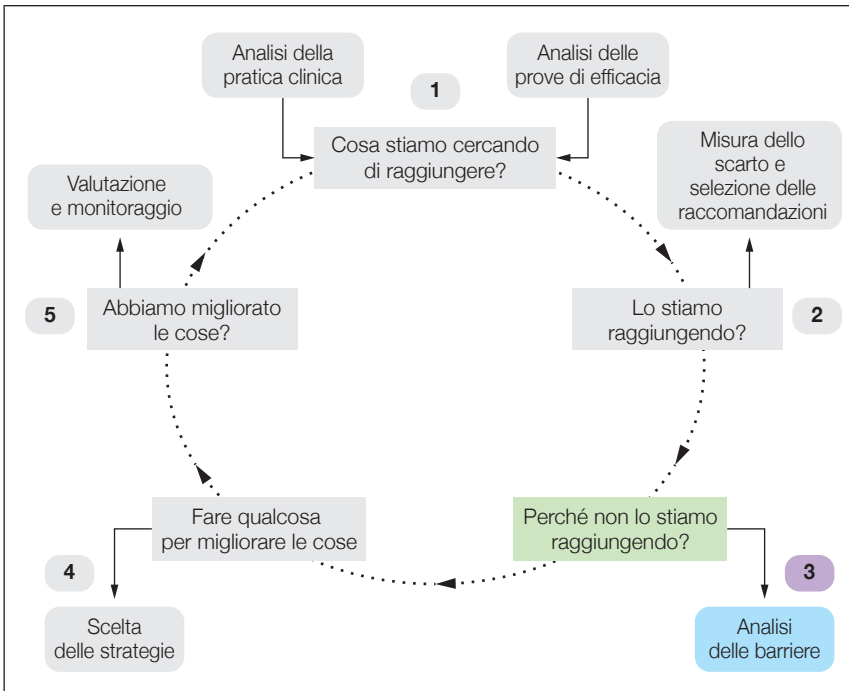 Analisi della
pratica clinica
1
Analisi delle
prove di efficacia
Cosa stiamo cercando
di raggiungere?
Misura dello
scarto e
selezione delle
raccomandazioni
Valutazione
e monitoraggio
5
Abbiamo migliorato
le cose?
Lo stiamo
raggiungendo?
2
Fare qualcosa
per migliorare le cose
Perché non lo stiamo
raggiungendo?
4
3
Scelta
delle strategie
Analisi
delle barriere